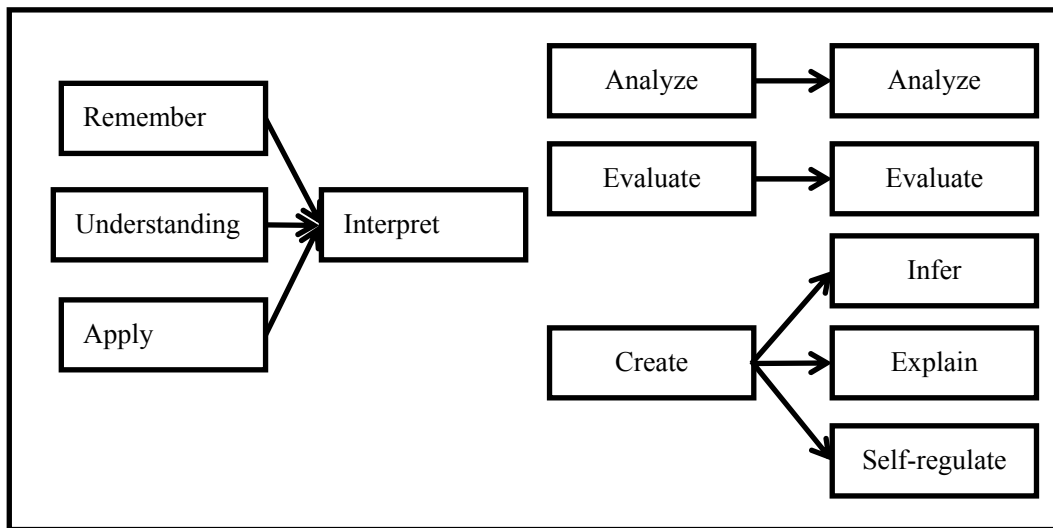 Remember
Understanding
Apply
Interpret
Analyze
Analyze
Evaluate
Evaluate
Create
Infer
Explain
Self-regulate